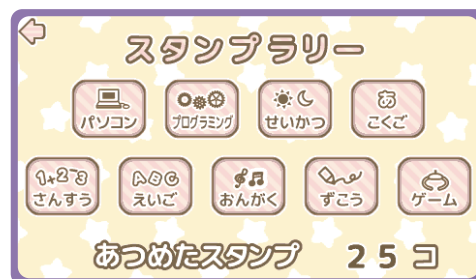 スタンプラリー
パソコン プログラミング せいかつ あ こくご
1+2=3 さんすう ABC えいご おんがく ずこう ゲーム
あつめたスタンプ 25コ